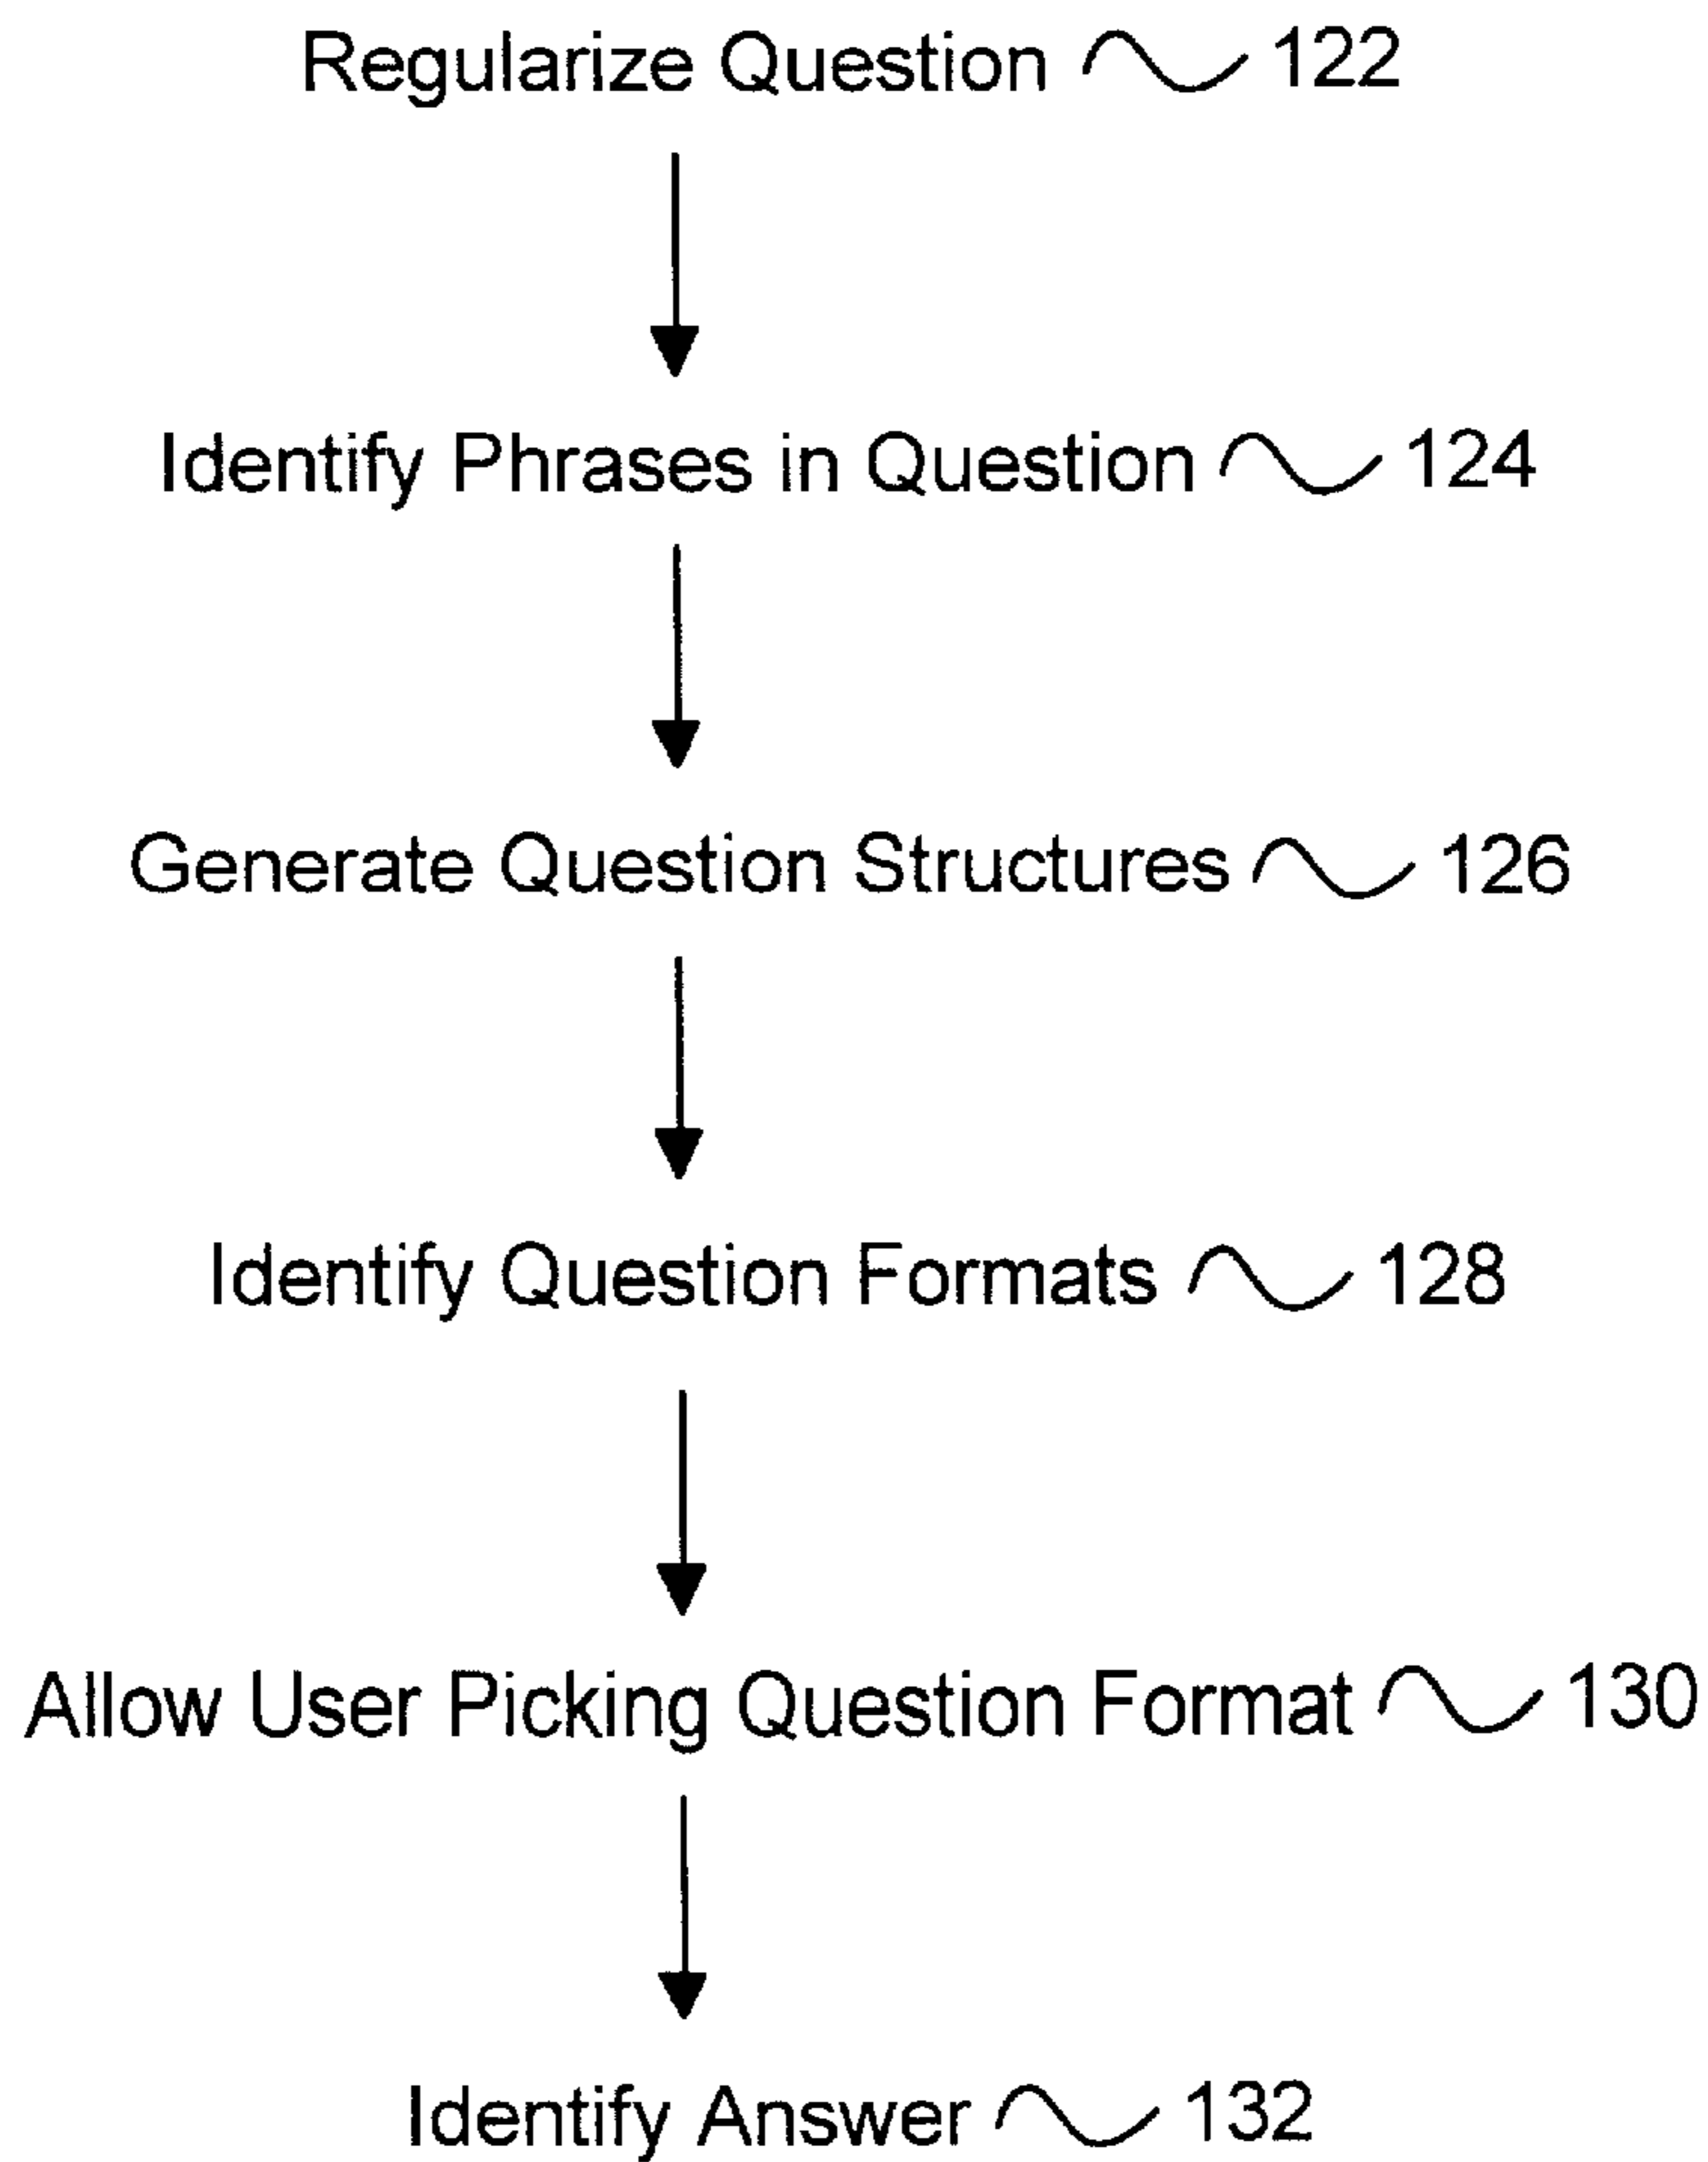 Regularize Question 122
Identify Phrases in Question 124
Generate Question Structures 126
Identify Question Formats 128
Allow User Picking Question Format 130
Identify Answer 132